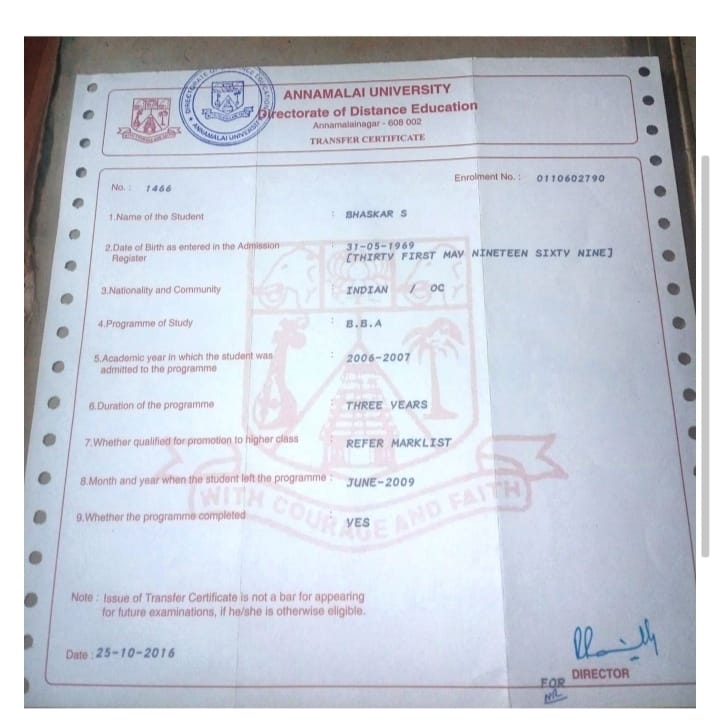 DIRECTORATE OF DISTANCE EDUCATION
ANNAMALAI UNIVERSITY
ANNAMALAI UNIVERSITY
Directorate of Distance Education
Annamalainagar - 608 002
TRANSFER CERTIFICATE
No. : 1466
Enrolment No. : 0110602790
1.Name of the Student : BHASKAR S
2.Date of Birth as entered in the Admission : 31-05-1969
Register [THIRTY FIRST MAY NINETEEN SIXTY NINE]
3.Nationality and Community : INDIAN / OC
4.Programme of Study : B.B.A
5.Academic year in which the student was : 2006-2007
admitted to the programme
6.Duration of the programme : THREE YEARS
7.Whether qualified for promotion to higher class : REFER MARKLIST
8.Month and year when the student left the programme : JUNE-2009
9.Whether the programme completed : YES
WITH COURAGE AND FAITH
Note : Issue of Transfer Certificate is not a bar for appearing
for future examinations, if he/she is otherwise eligible.
Date : 25-10-2016
FOR DIRECTOR